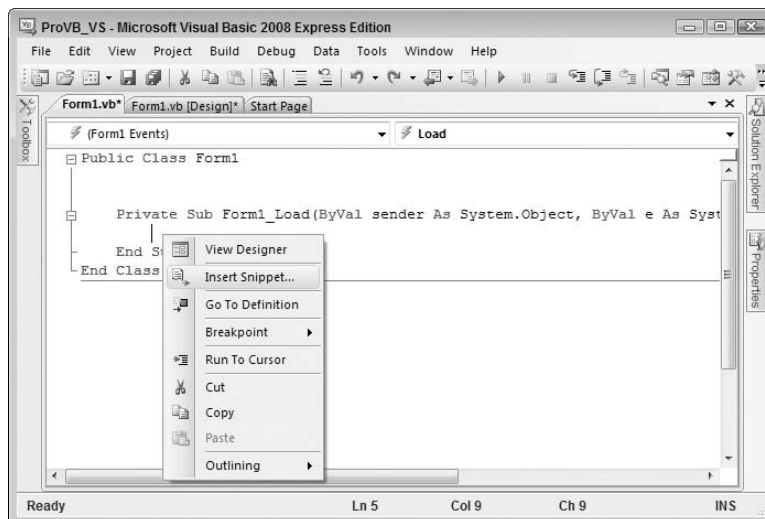 ProVB_VS - Microsoft Visual Basic 2008 Express Edition
File Edit View Project Build Debug Data Tools Window Help
Form1.vb* Form1.vb [Design]* Start Page
Toolbox
(Form1 Events) Load
Solution Explorer
Properties
Public Class Form1
Private Sub Form1_Load(ByVal sender As System.Object, ByVal e As Syst
End S
End Class
View Designer
Insert Snippet...
Go To Definition
Breakpoint
Run To Cursor
Cut
Copy
Paste
Outlining
Ready Ln 5 Col 9 Ch 9 INS